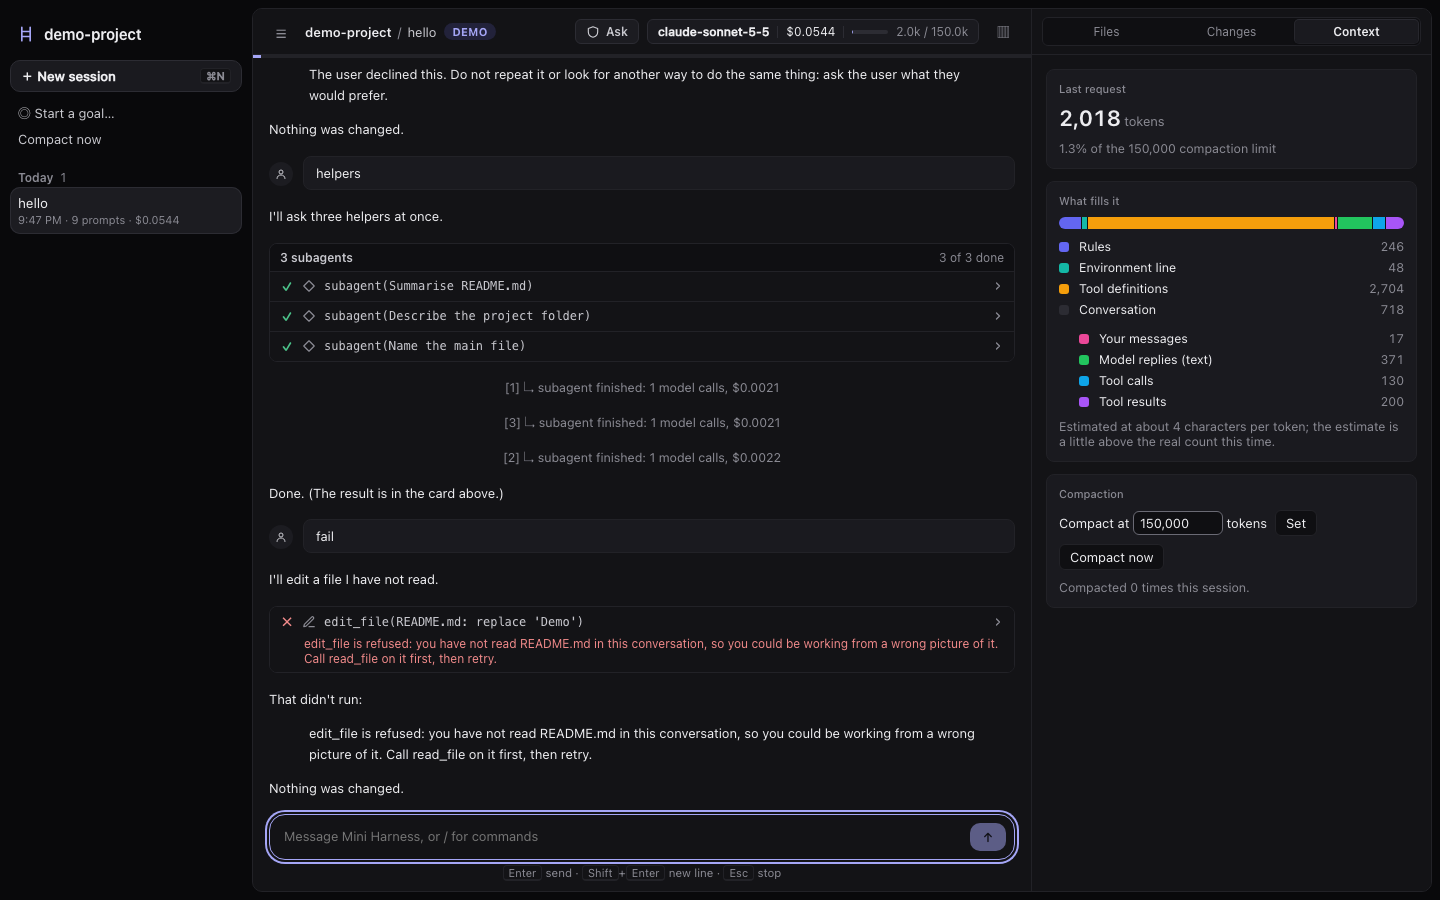 demo-project
+ New session ⌘N
Start a goal...
Compact now
Today 1
hello
9:47 PM · 9 prompts · $0.0544
demo-project / hello DEMO
Ask
claude-sonnet-5-5 $0.0544 2.0k / 150.0k
The user declined this. Do not repeat it or look for another way to do the same thing: ask the user what they
would prefer.
Nothing was changed.
helpers
I'll ask three helpers at once.
3 subagents 3 of 3 done
subagent(Summarise README.md)
subagent(Describe the project folder)
subagent(Name the main file)
[1] subagent finished: 1 model calls, $0.0021
[3] subagent finished: 1 model calls, $0.0021
[2] subagent finished: 1 model calls, $0.0022
Done. (The result is in the card above.)
fail
I'll edit a file I have not read.
edit_file(README.md: replace 'Demo')
edit_file is refused: you have not read README.md in this conversation, so you could be working from a wrong picture of it.
Call read_file on it first, then retry.
That didn't run:
edit_file is refused: you have not read README.md in this conversation, so you could be working from a wrong
picture of it. Call read_file on it first, then retry.
Nothing was changed.
Message Mini Harness, or / for commands
Enter send · Shift + Enter new line · Esc stop
Files Changes Context
Last request
2,018 tokens
1.3% of the 150,000 compaction limit
What fills it
Rules 246
Environment line 48
Tool definitions 2,704
Conversation 718
Your messages 17
Model replies (text) 371
Tool calls 130
Tool results 200
Estimated at about 4 characters per token; the estimate is
a little above the real count this time.
Compaction
Compact at 150,000 tokens Set
Compact now
Compacted 0 times this session.